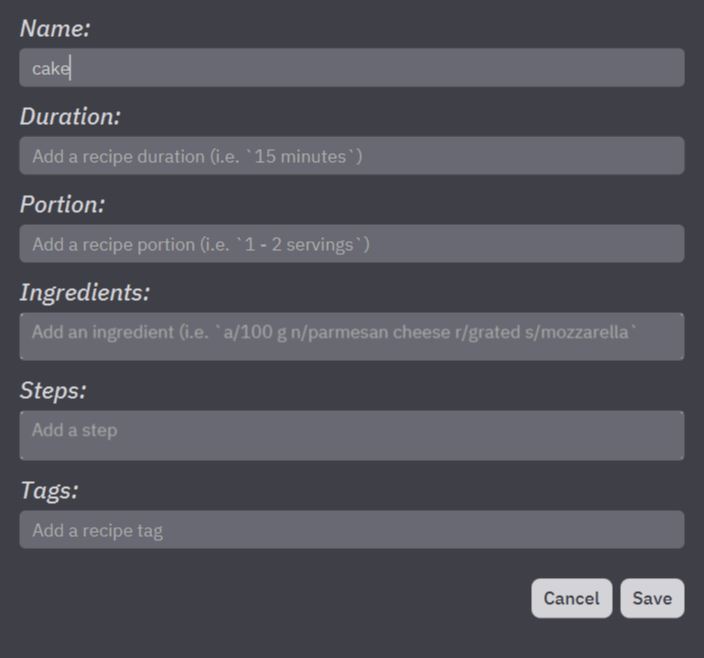 Name:
cake
Duration:
Add a recipe duration (i.e. `15 minutes`)
Portion:
Add a recipe portion (i.e. `1 - 2 servings`)
Ingredients:
Add an ingredient (i.e. `a/100 g n/parmesan cheese r/grated s/mozzarella`
Steps:
Add a step
Tags:
Add a recipe tag
Cancel Save